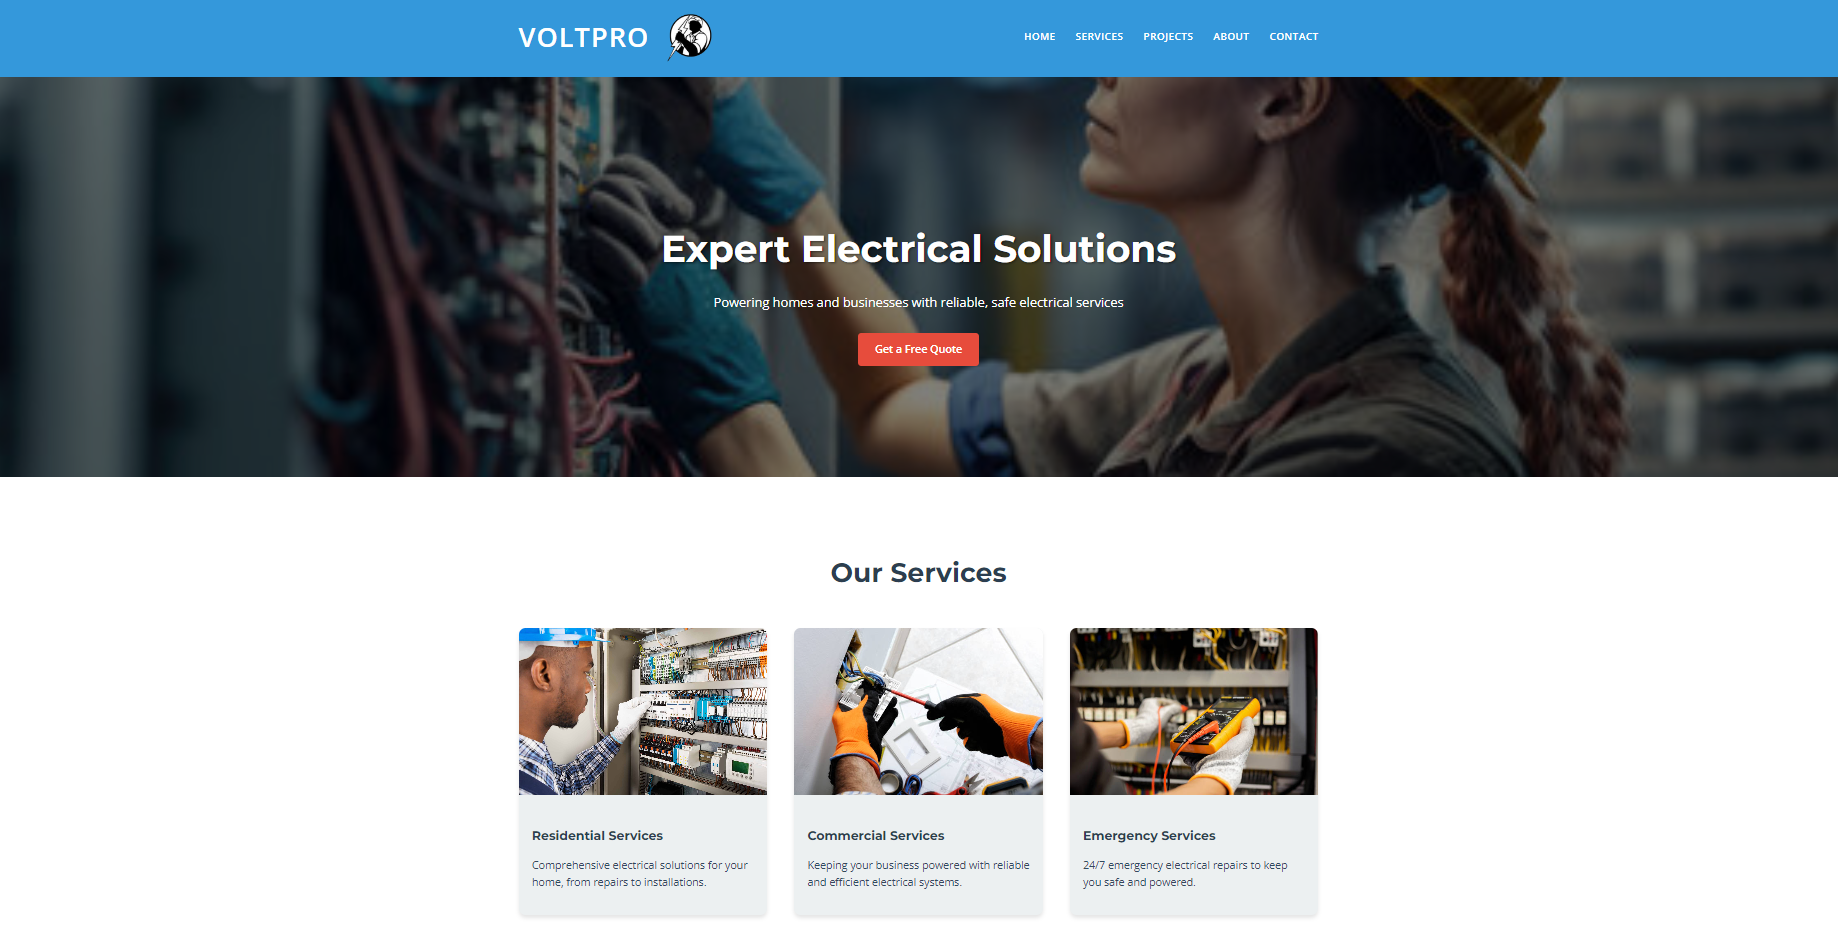 VOLTPRO
HOME SERVICES PROJECTS ABOUT CONTACT
Expert Electrical Solutions
Powering homes and businesses with reliable, safe electrical services
Get a Free Quote
Our Services
Residential Services
Comprehensive electrical solutions for your
home, from repairs to installations.
Commercial Services
Keeping your business powered with reliable
and efficient electrical systems.
Emergency Services
24/7 emergency electrical repairs to keep
you safe and powered.